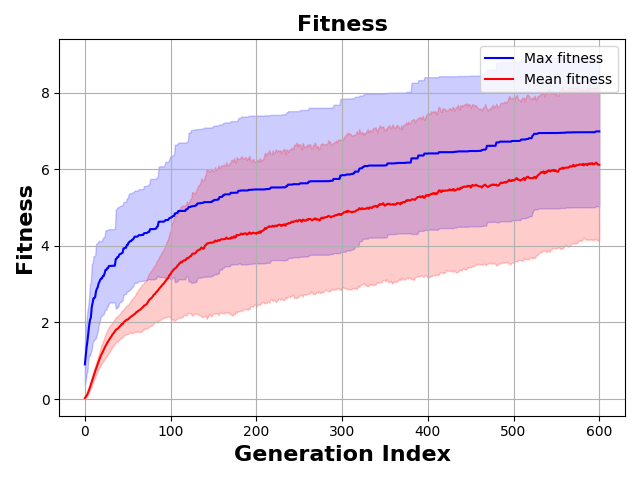 Fitness
Max fitness
Mean fitness
Fitness
8
6
4
2
0
0 100 200 300 400 500 600
Generation Index